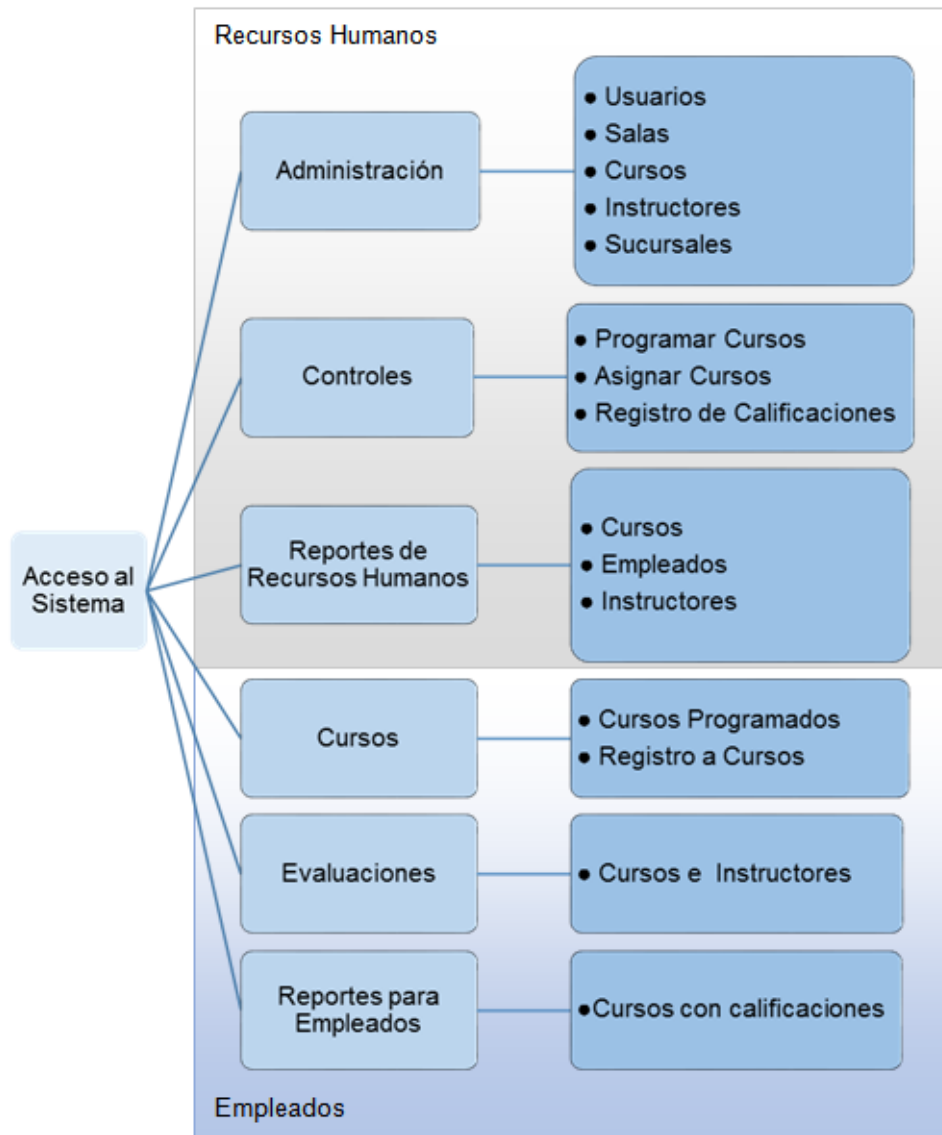 Recursos Humanos
Administración
● Usuarios
● Salas
● Cursos
● Instructores
● Sucursales
Controles
● Programar Cursos
● Asignar Cursos
● Registro de Calificaciones
Reportes de
Recursos Humanos
● Cursos
● Empleados
● Instructores
Acceso al
Sistema
Cursos
● Cursos Programados
● Registro a Cursos
Evaluaciones
● Cursos e Instructores
Reportes para
Empleados
●Cursos con calificaciones
Empleados